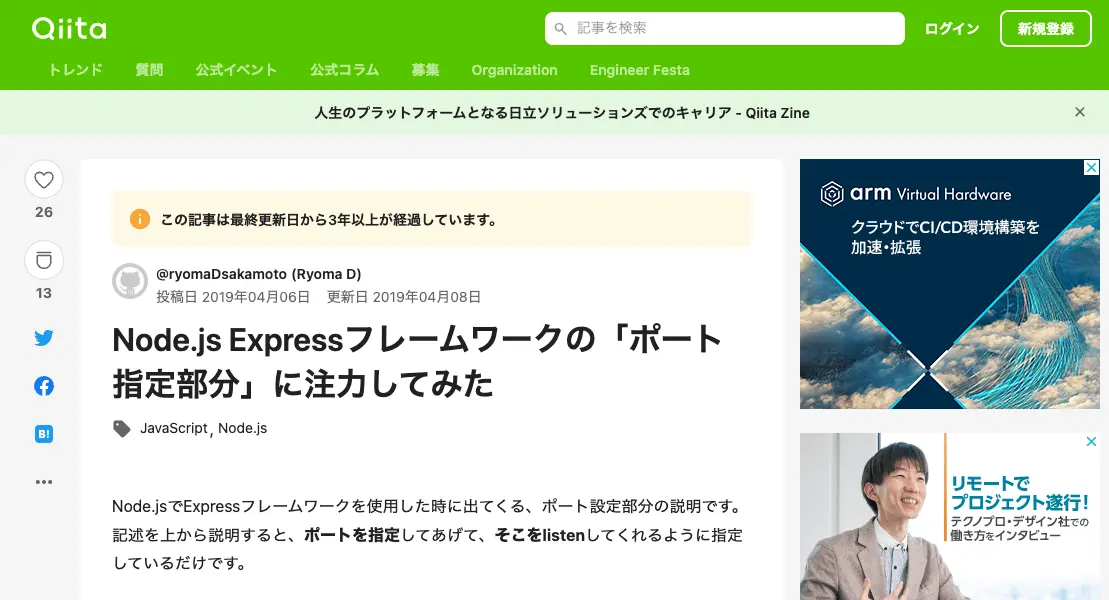 Qiita
記事を検索
ログイン
新規登録
トレンド
質問
公式イベント
公式コラム
募集
Organization
Engineer Festa
人生のプラットフォームとなる日立ソリューションズでのキャリア - Qiita Zine
26
13
B!
この記事は最終更新日から3年以上が経過しています。
@ryomaDsakamoto (Ryoma D)
投稿日 2019年04月06日 更新日 2019年04月08日
Node.js Expressフレームワークの「ポート
指定部分」に注力してみた
JavaScript, Node.js
Node.jsでExpressフレームワークを使用した時に出てくる、ポート設定部分の説明です。
記述を上から説明すると、ポートを指定してあげて、そこをlistenしてくれるように指定
しているだけです。
arm Virtual Hardware
クラウドでCI/CD環境構築を
加速・拡張
リモートで
プロジェクト遂行!
テクノプロ・デザイン社での
働き方をインタビュー